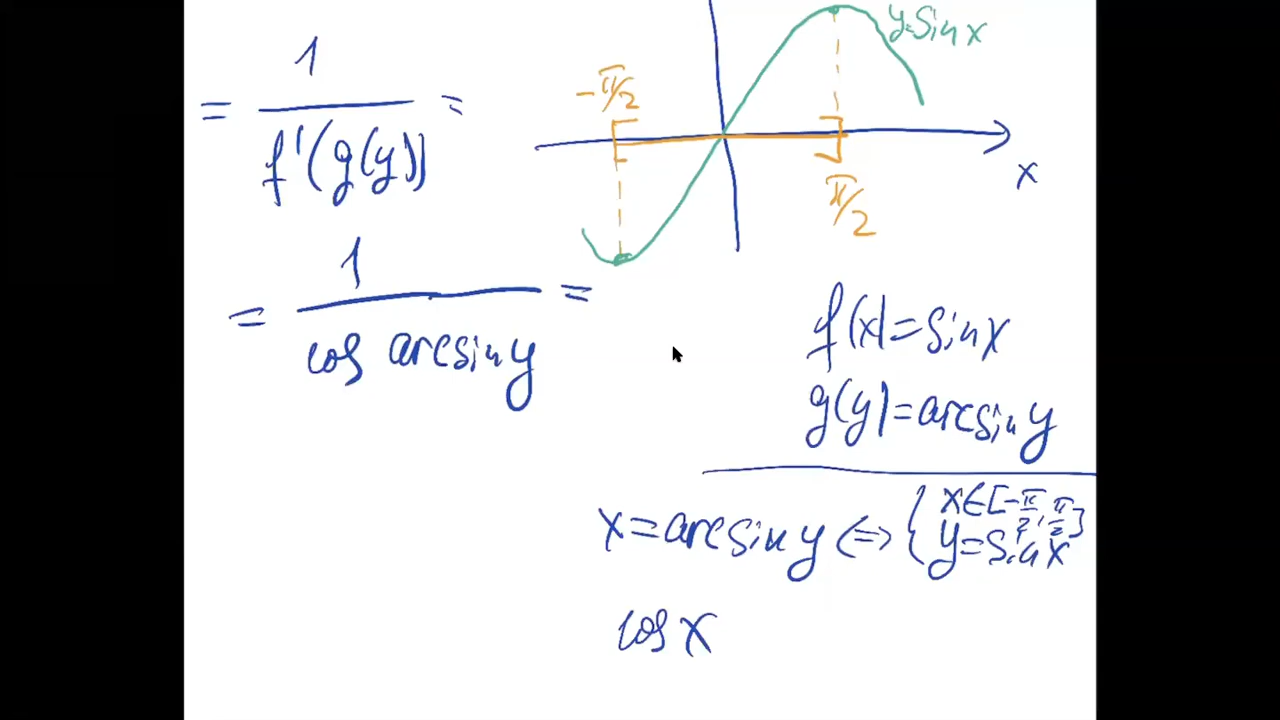 = 1 / f'(g(y)) =
y=sin x
-π/2
π/2
x
= 1 / cos arcsin y =
f(x)=sin x
g(y)=arcsin y
x=arcsin y <=> { x∈[-π/2, π/2]
y=sin x
cos x